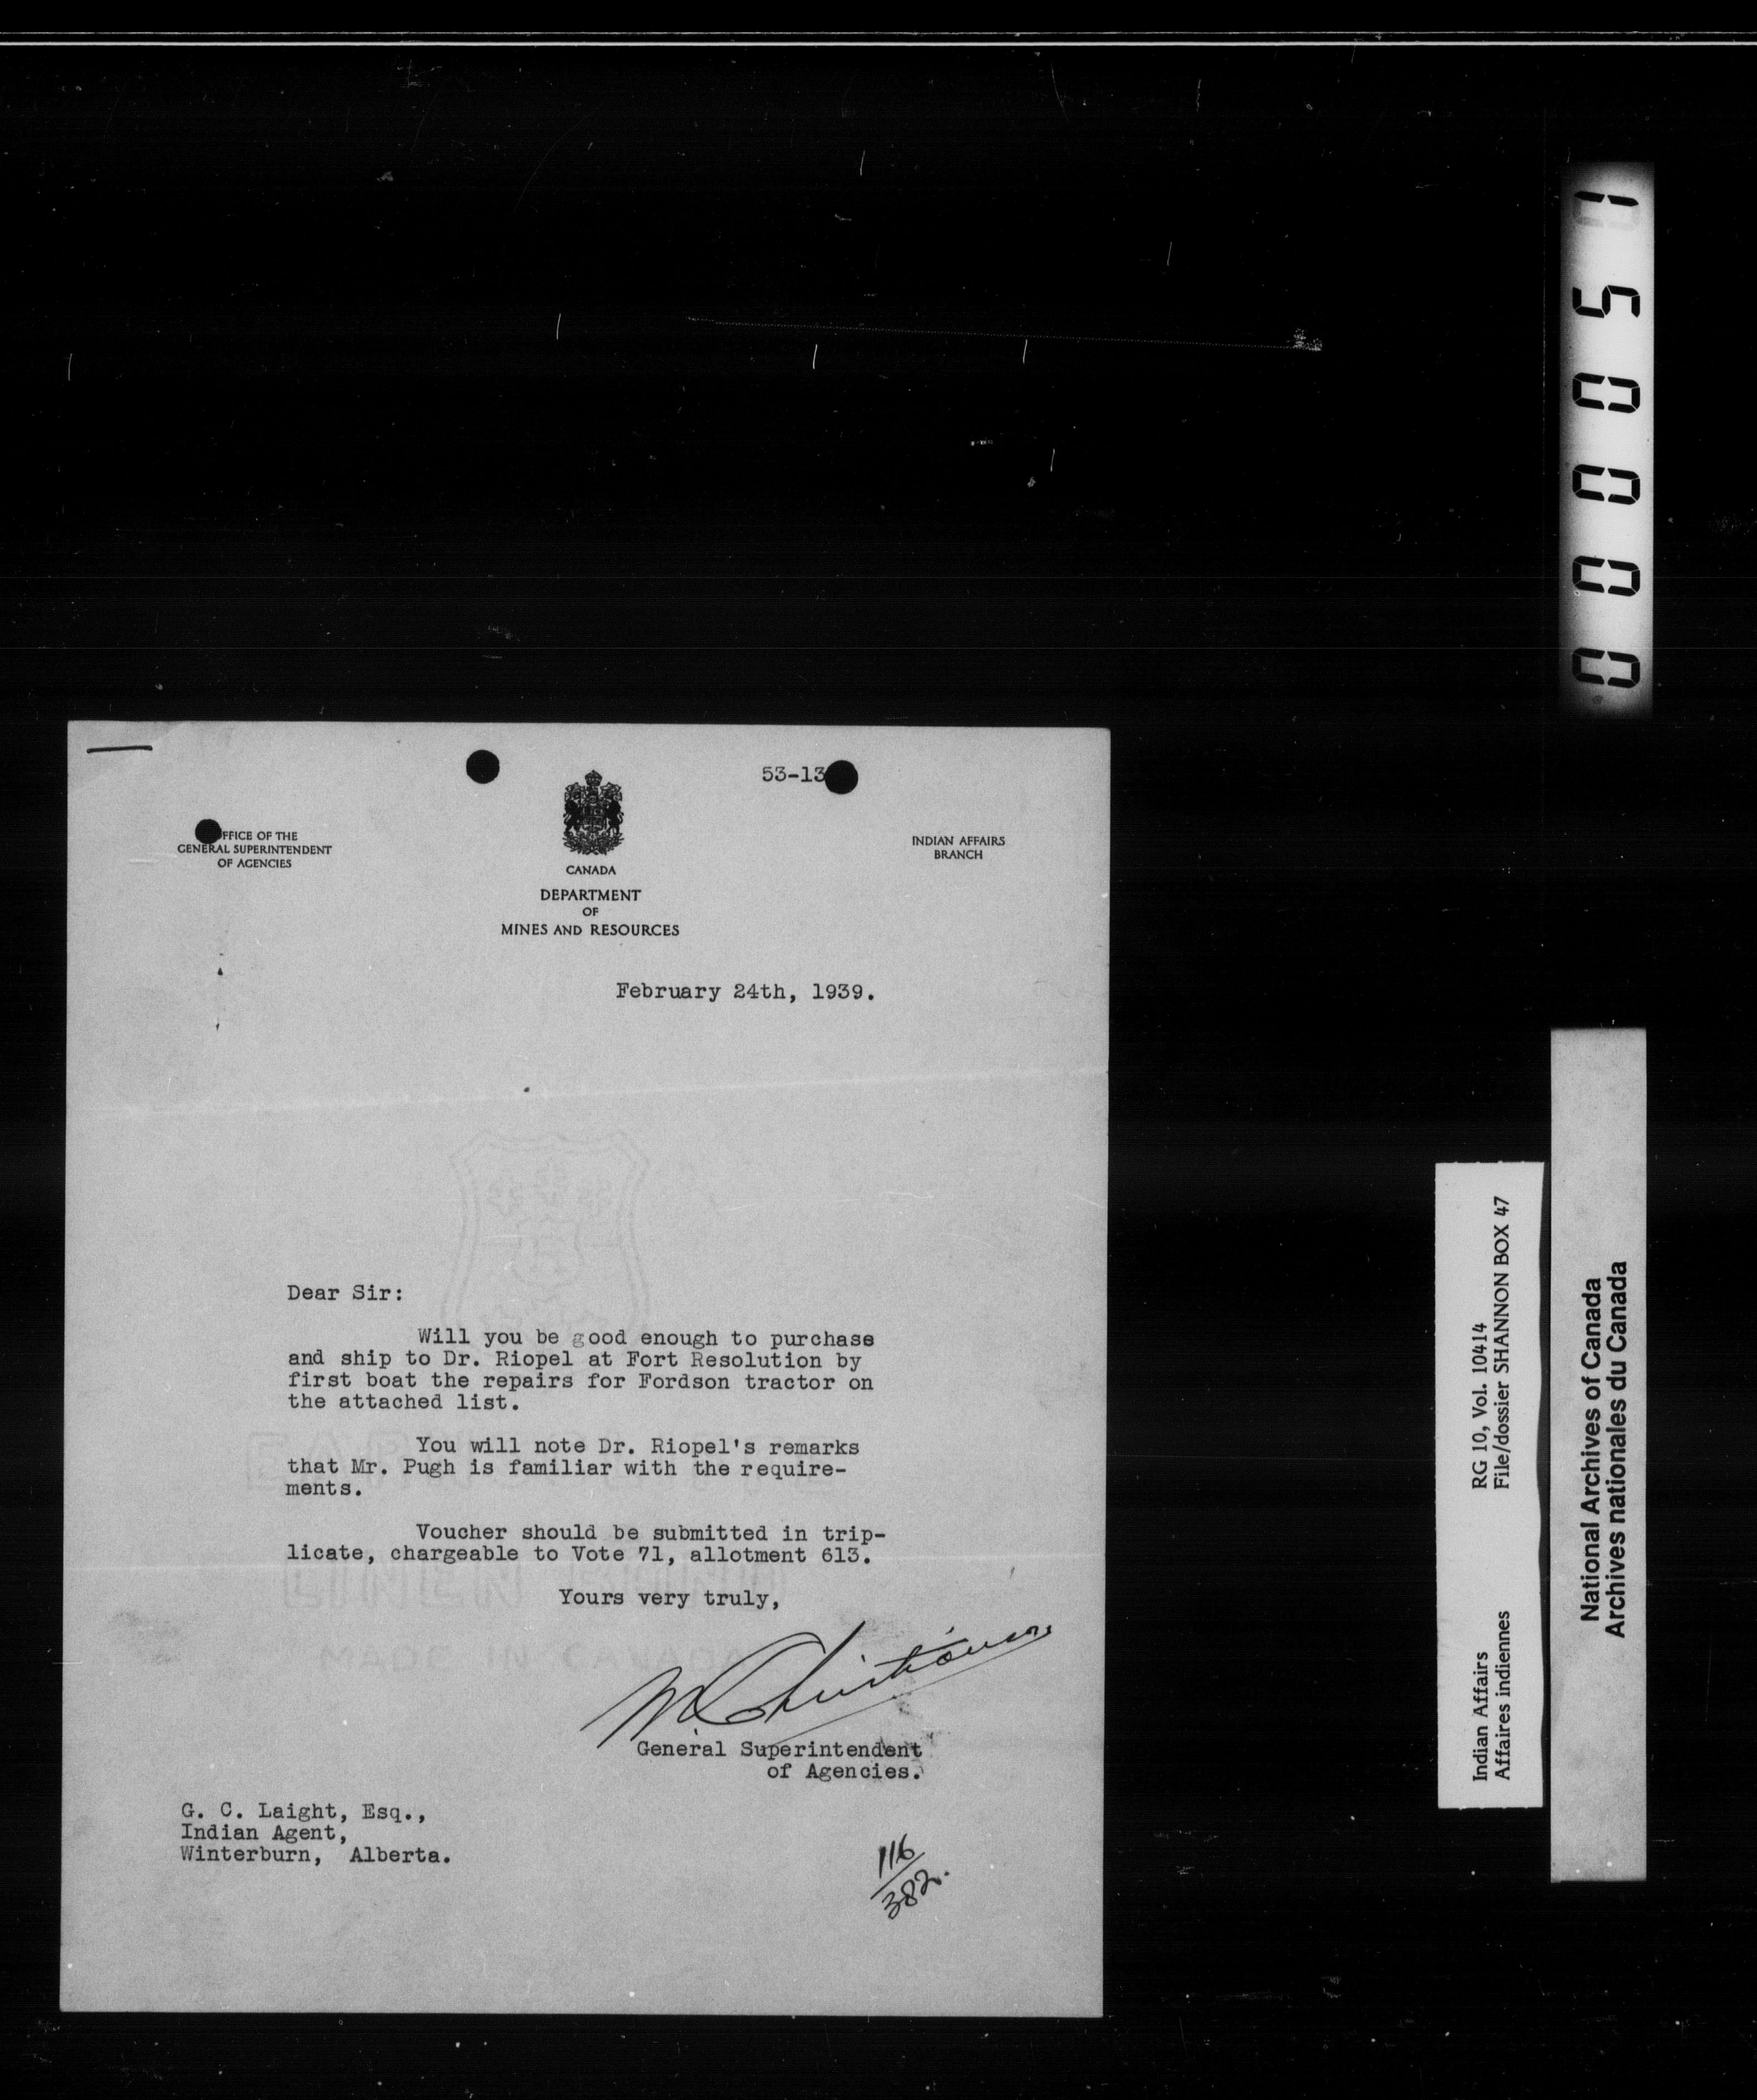 53-13
OFFICE OF THE
GENERAL SUPERINTENDENT
OF AGENCIES
CANADA
DEPARTMENT
OF
MINES AND RESOURCES
INDIAN AFFAIRS
BRANCH
February 24th, 1939.
Dear Sir:
Will you be good enough to purchase
and ship to Dr. Riopel at Fort Resolution by
first boat the repairs for Fordson tractor on
the attached list.
You will note Dr. Riopel's remarks
that Mr. Pugh is familiar with the require-
ments.
Voucher should be submitted in trip-
licate, chargeable to Vote 71, allotment 613.
Yours very truly,
M Christianson
General Superintendent
of Agencies.
G. C. Laight, Esq.,
Indian Agent,
Winterburn, Alberta.
116
382.
LINEN
MADE IN CANADA
000051
Indian Affairs
Affaires indiennes
RG 10, Vol. 10414
File/dossier SHANNON BOX 47
National Archives of Canada
Archives nationales du Canada